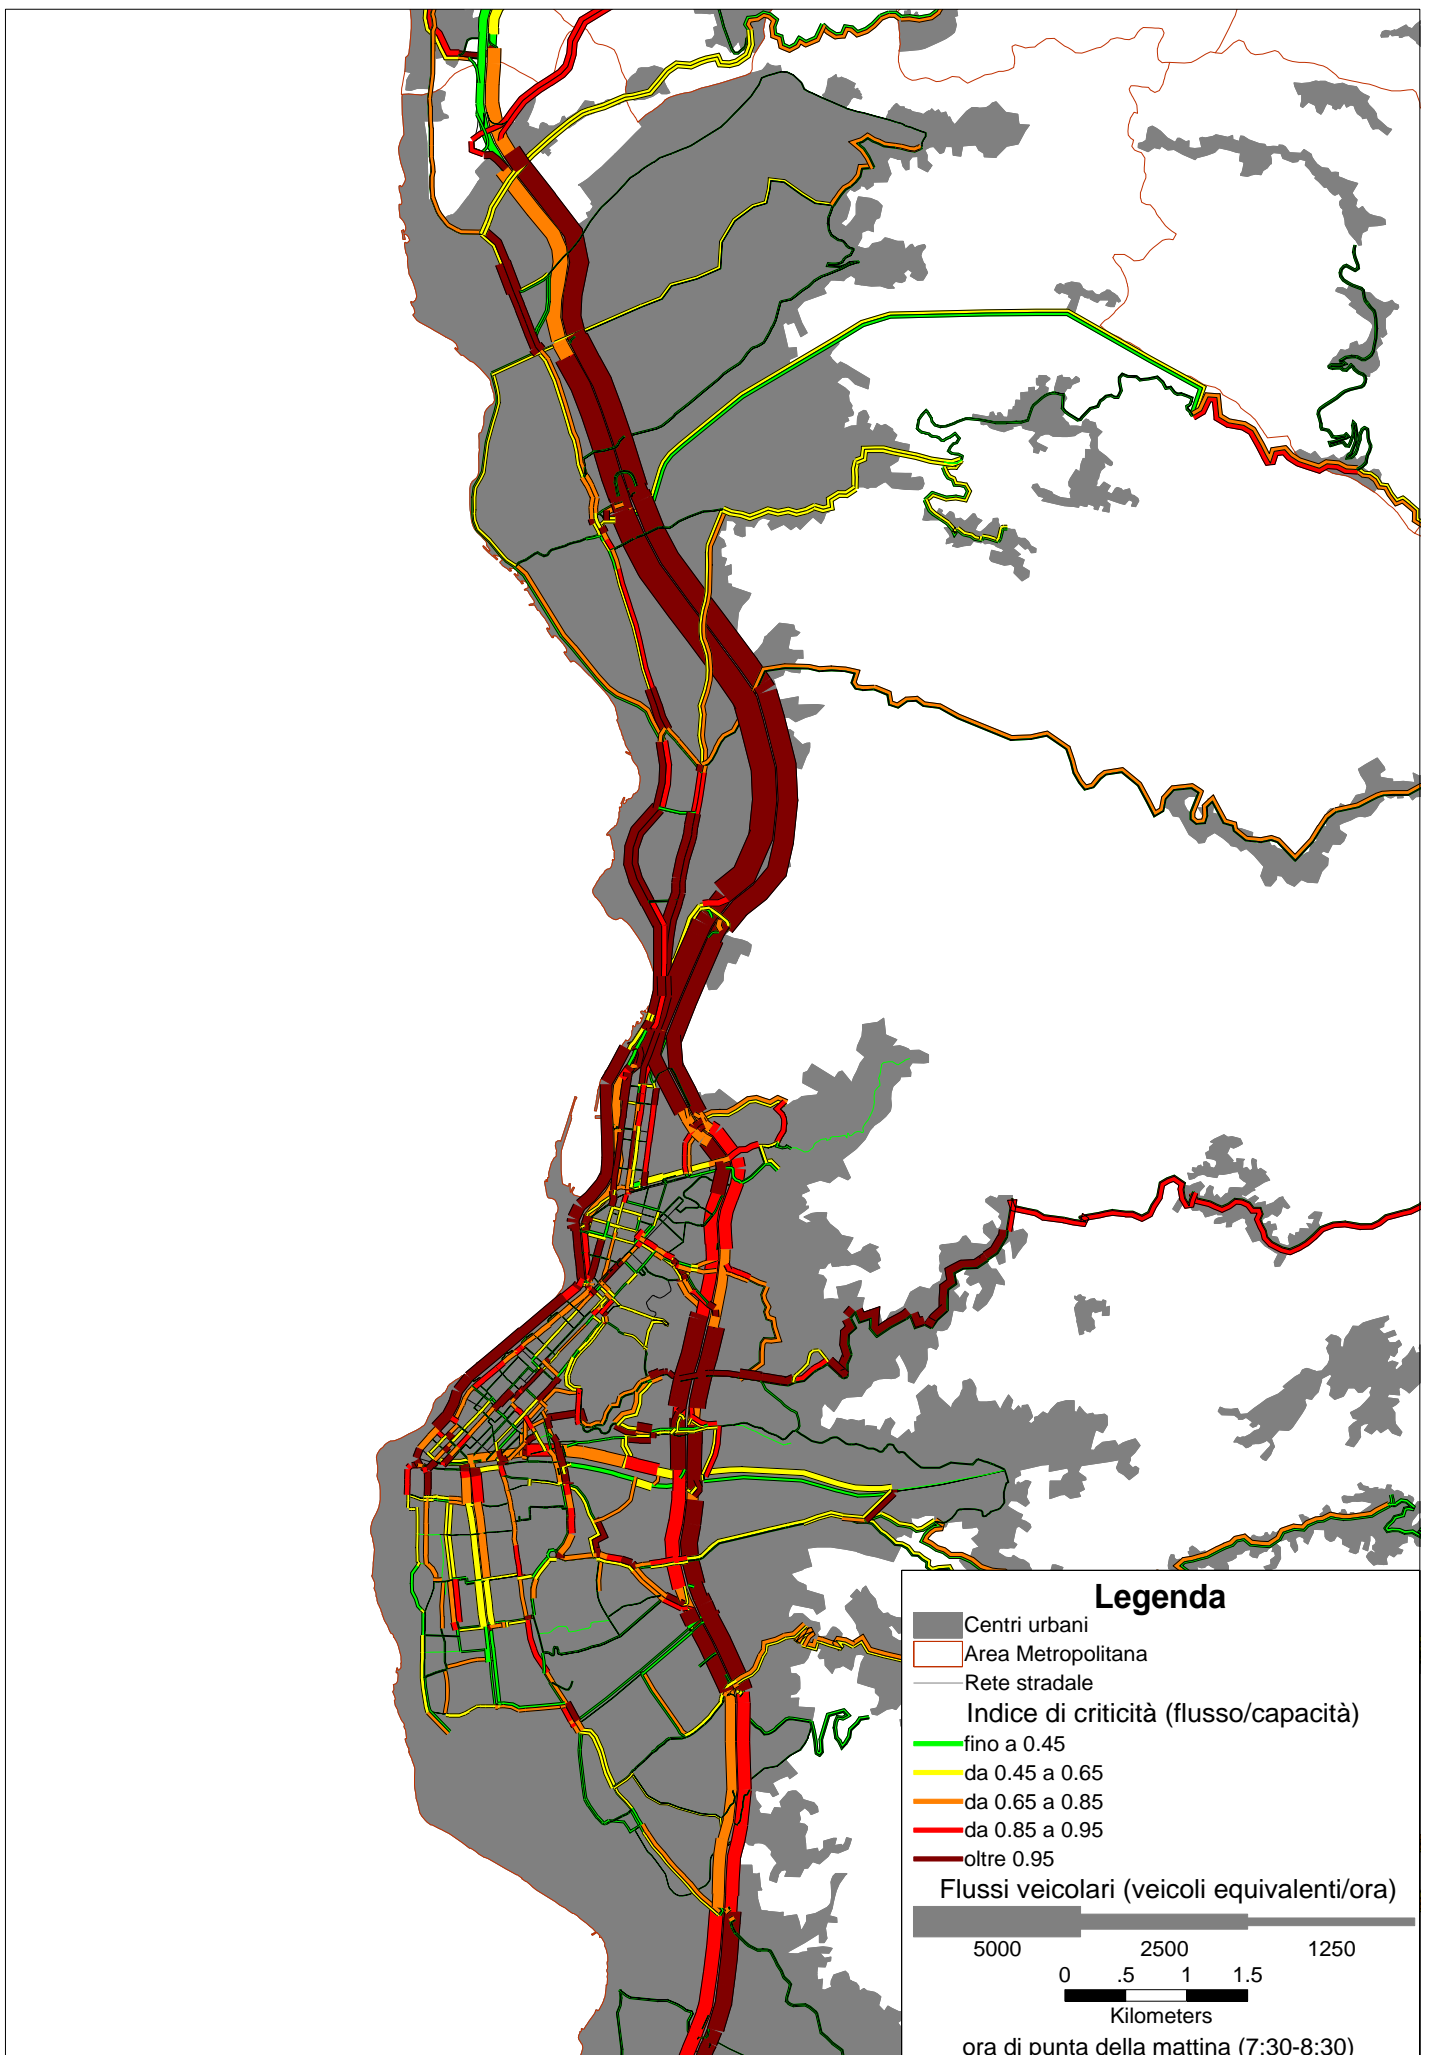 Legenda
Centri urbani
Area Metropolitana
Rete stradale
Indice di criticità (flusso/capacità)
fino a 0.45
da 0.45 a 0.65
da 0.65 a 0.85
da 0.85 a 0.95
oltre 0.95
Flussi veicolari (veicoli equivalenti/ora)
5000 2500 1250
0 .5 1 1.5
Kilometers
ora di punta della mattina (7:30-8:30)